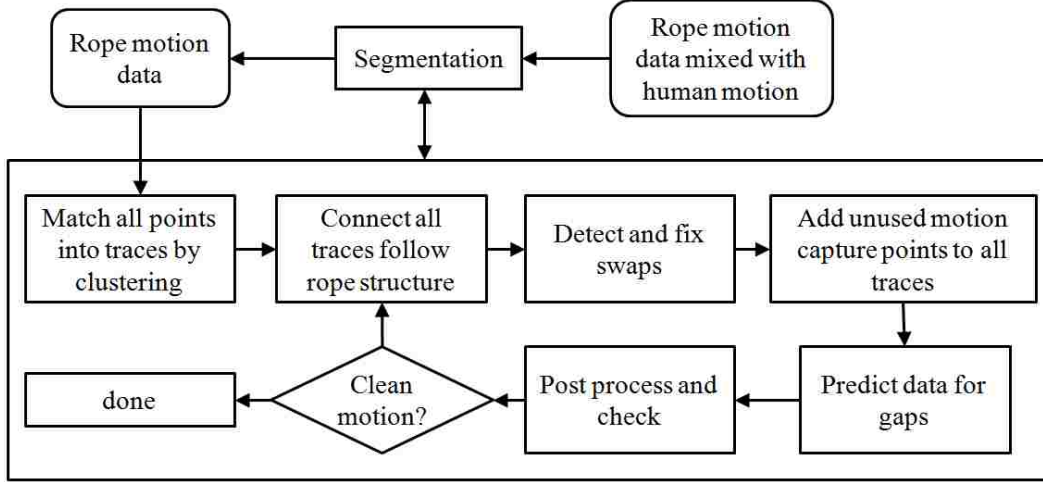 Rope motion
data
Segmentation
Rope motion
data mixed with
human motion
Match all points
into traces by
clustering
Connect all
traces follow
rope structure
Detect and fix
swaps
Add unused motion
capture points to all
traces
done
Clean
motion?
Post process and
check
Predict data for
gaps